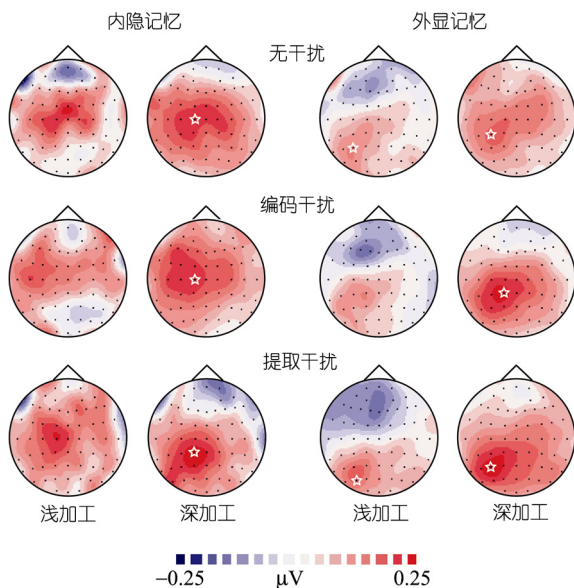 内隐记忆 外显记忆
无干扰
编码干扰
提取干扰
浅加工 深加工 浅加工 深加工
−0.25 μV 0.25